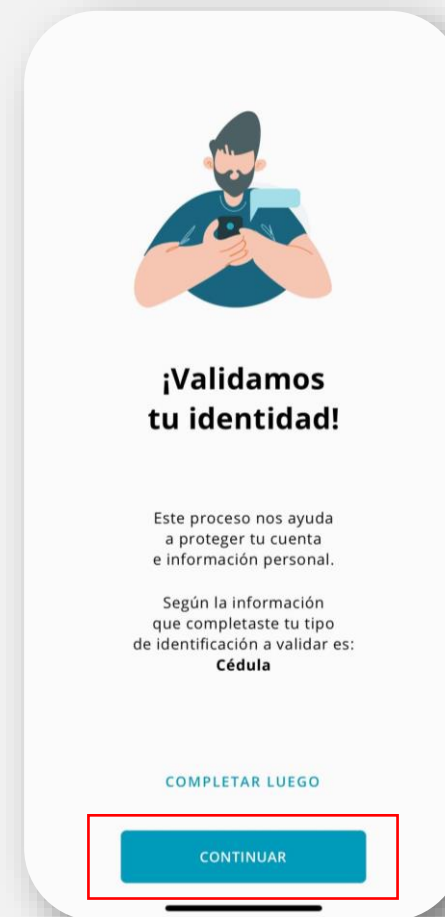 ¡Validamos
tu identidad!
Este proceso nos ayuda
a proteger tu cuenta
e información personal.
Según la información
que completaste tu tipo
de identificación a validar es:
Cédula
COMPLETAR LUEGO
CONTINUAR